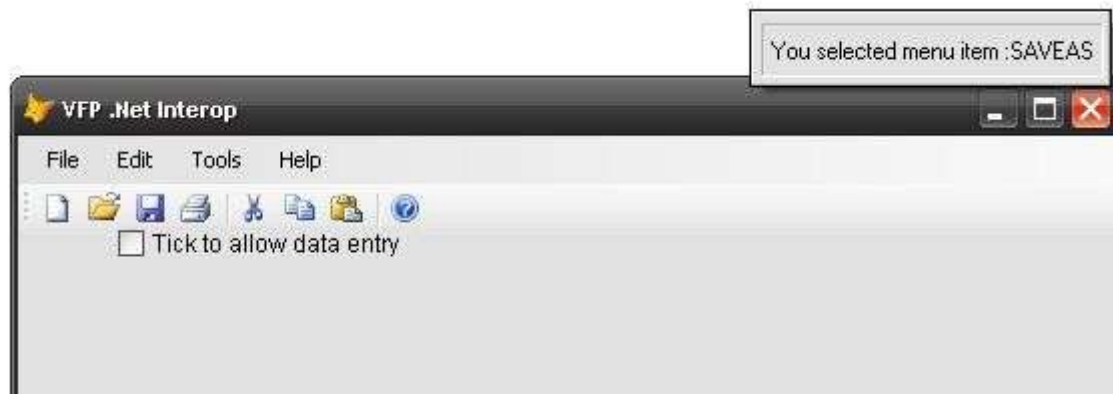 You selected menu item :SAVEAS
VFP .Net Interop
File Edit Tools Help
Tick to allow data entry